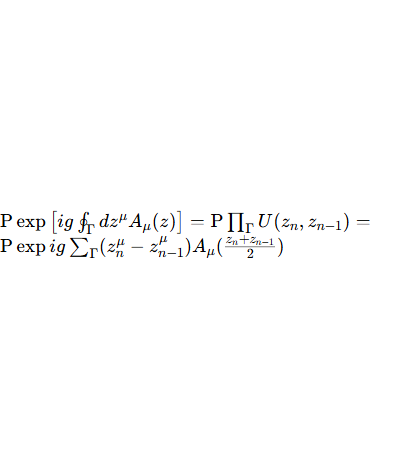 P exp [ig ∮_Γ dz^μ A_μ(z)] = P ∏_Γ U(z_n, z_{n−1}) =
P exp ig ∑_Γ (z_n^μ − z_{n−1}^μ) A_μ((z_n + z_{n−1})/2)